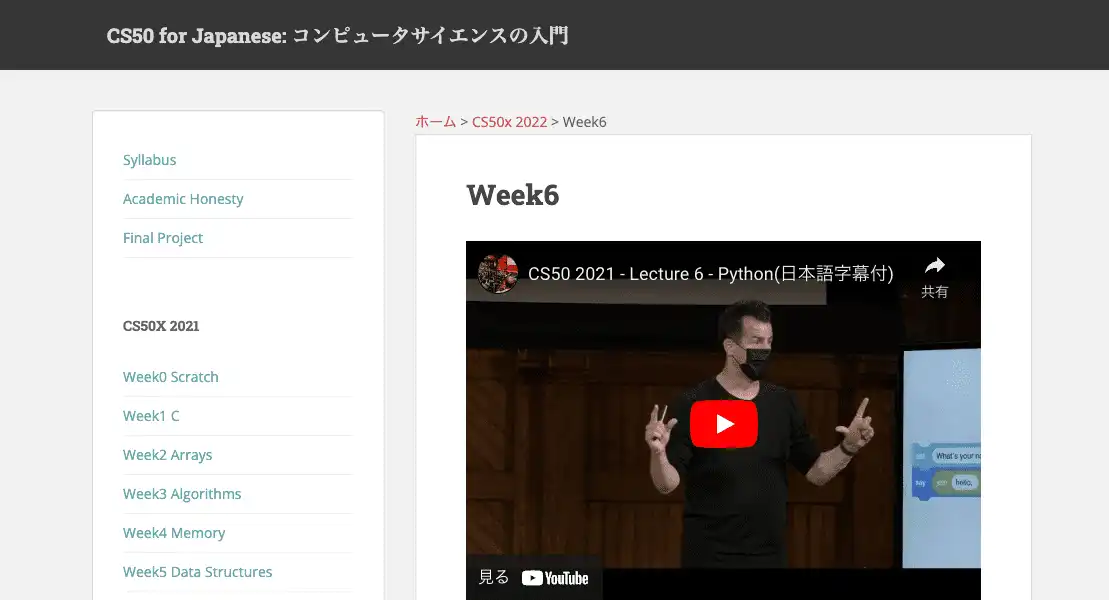 CS50 for Japanese: コンピュータサイエンスの入門
Syllabus
Academic Honesty
Final Project
CS50X 2021
Week0 Scratch
Week1 C
Week2 Arrays
Week3 Algorithms
Week4 Memory
Week5 Data Structures
ホーム > CS50x 2022 > Week6
Week6
CS50 2021 - Lecture 6 - Python(日本語字幕付)
共有
What's your
say join hello,
見る YouTube